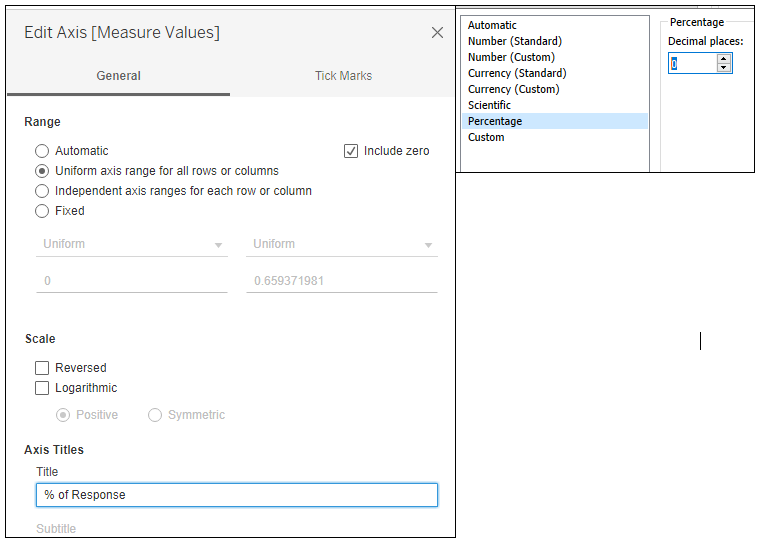 Edit Axis [Measure Values]
General
Tick Marks
Range
Automatic
Include zero
Uniform axis range for all rows or columns
Independent axis ranges for each row or column
Fixed
Uniform
Uniform
0
0.659371981
Scale
Reversed
Logarithmic
Positive
Symmetric
Axis Titles
Title
% of Response
Subtitle
Automatic
Number (Standard)
Number (Custom)
Currency (Standard)
Currency (Custom)
Scientific
Percentage
Custom
Percentage
Decimal places:
0